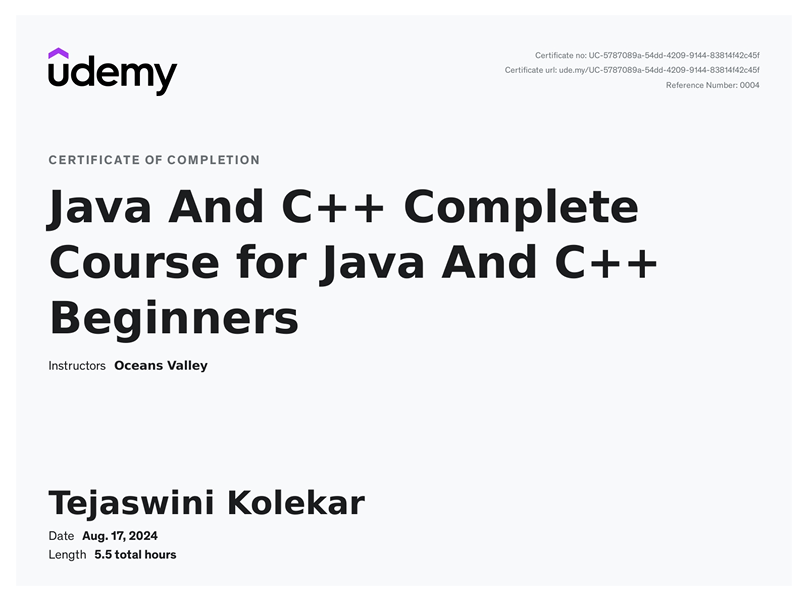 udemy
Certificate no: UC-5787089a-54dd-4209-9144-83814f42c45f
Certificate url: ude.my/UC-5787089a-54dd-4209-9144-83814f42c45f
Reference Number: 0004
CERTIFICATE OF COMPLETION
Java And C++ Complete
Course for Java And C++
Beginners
Instructors Oceans Valley
Tejaswini Kolekar
Date Aug. 17, 2024
Length 5.5 total hours